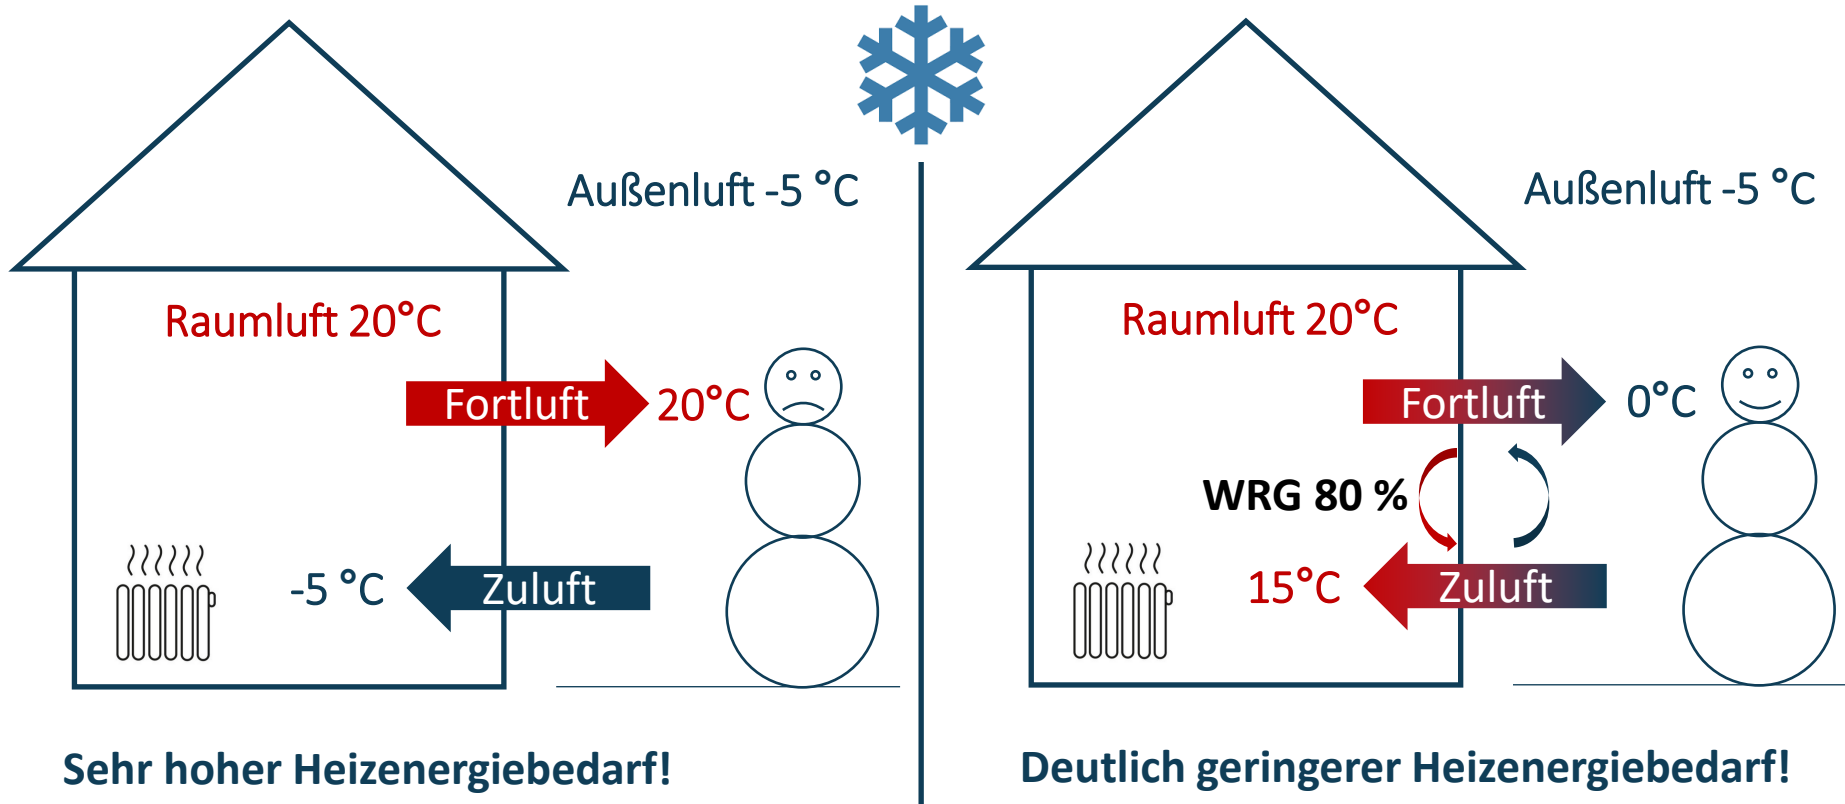 Außenluft -5 °C
Raumluft 20°C
Fortluft 20°C
-5 °C Zuluft
Sehr hoher Heizenergiebedarf!
Außenluft -5 °C
Raumluft 20°C
Fortluft 0°C
WRG 80 %
15°C Zuluft
Deutlich geringerer Heizenergiebedarf!